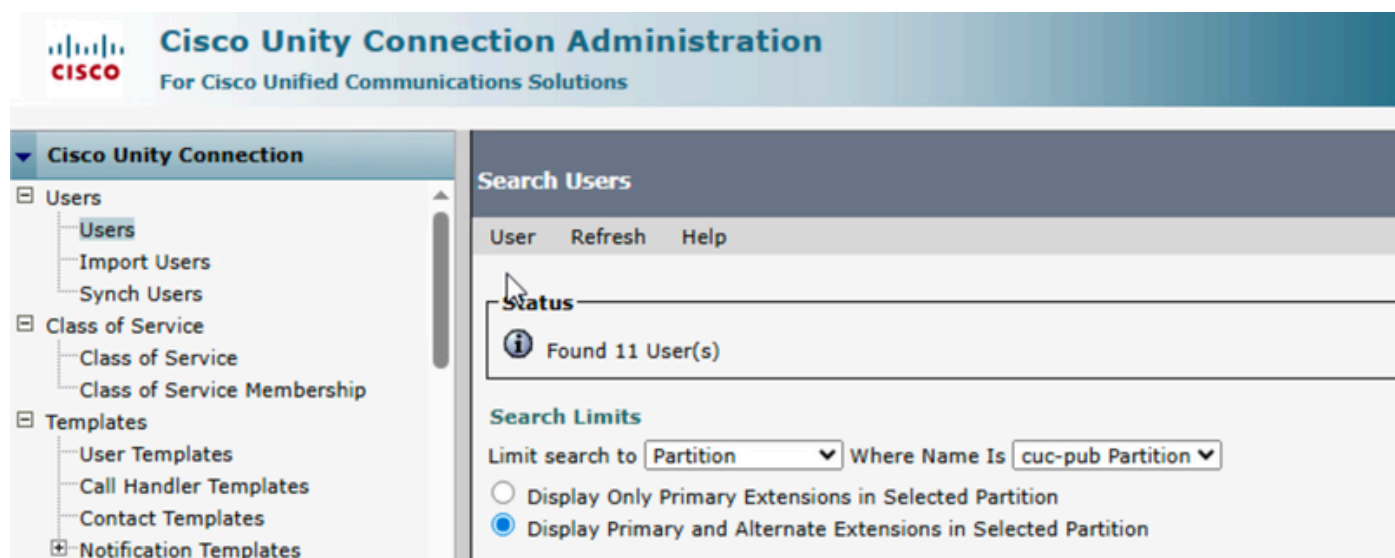 Cisco Unity Connection Administration
CISCO
For Cisco Unified Communications Solutions
Cisco Unity Connection
Users
Users
Import Users
Synch Users
Class of Service
Class of Service
Class of Service Membership
Templates
User Templates
Call Handler Templates
Contact Templates
Notification Templates
Search Users
User Refresh Help
Status
Found 11 User(s)
Search Limits
Limit search to Partition Where Name Is cuc-pub Partition
Display Only Primary Extensions in Selected Partition
Display Primary and Alternate Extensions in Selected Partition